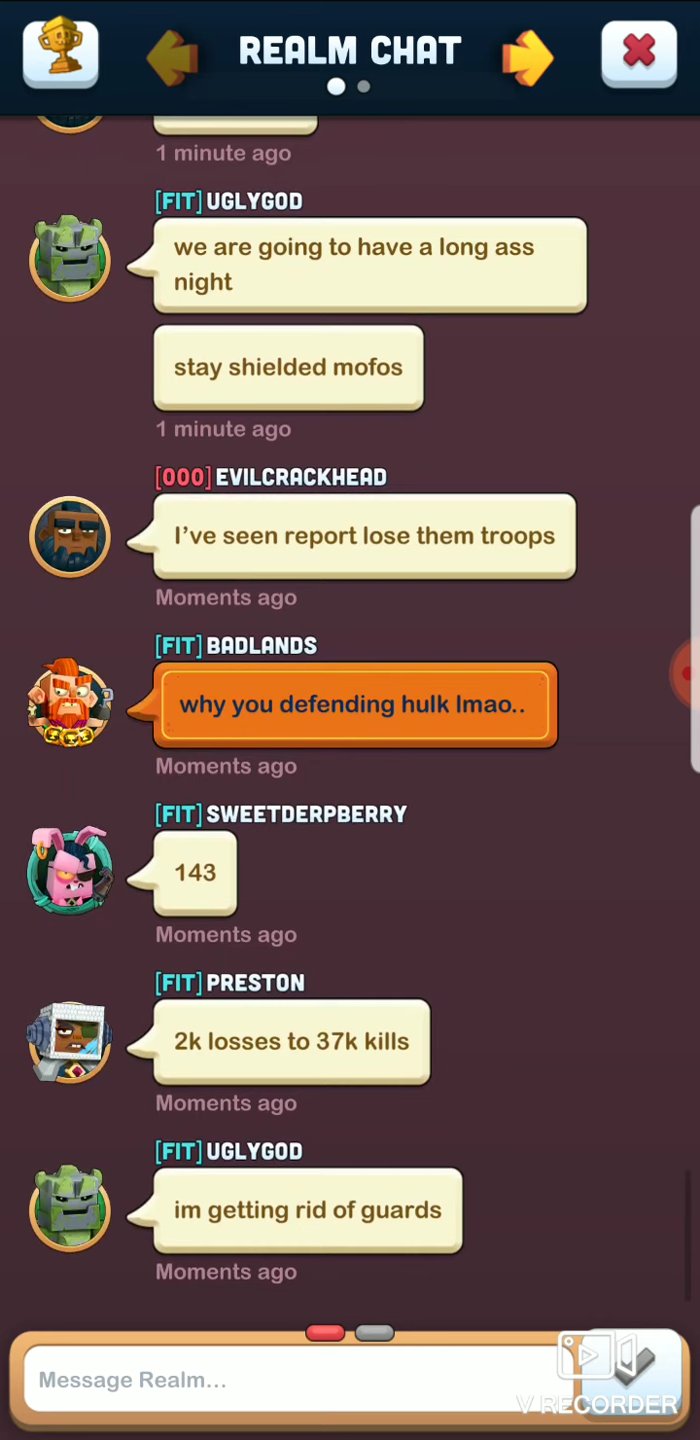 REALM CHAT
1 minute ago
[FIT] UGLYGOD
we are going to have a long ass
night
stay shielded mofos
1 minute ago
[000] EVILCRACKHEAD
I've seen report lose them troops
Moments ago
[FIT] BADLANDS
why you defending hulk lmao..
Moments ago
[FIT] SWEETDERPBERRY
143
Moments ago
[FIT] PRESTON
2k losses to 37k kills
Moments ago
[FIT] UGLYGOD
im getting rid of guards
Moments ago
Message Realm...
V RECORDER